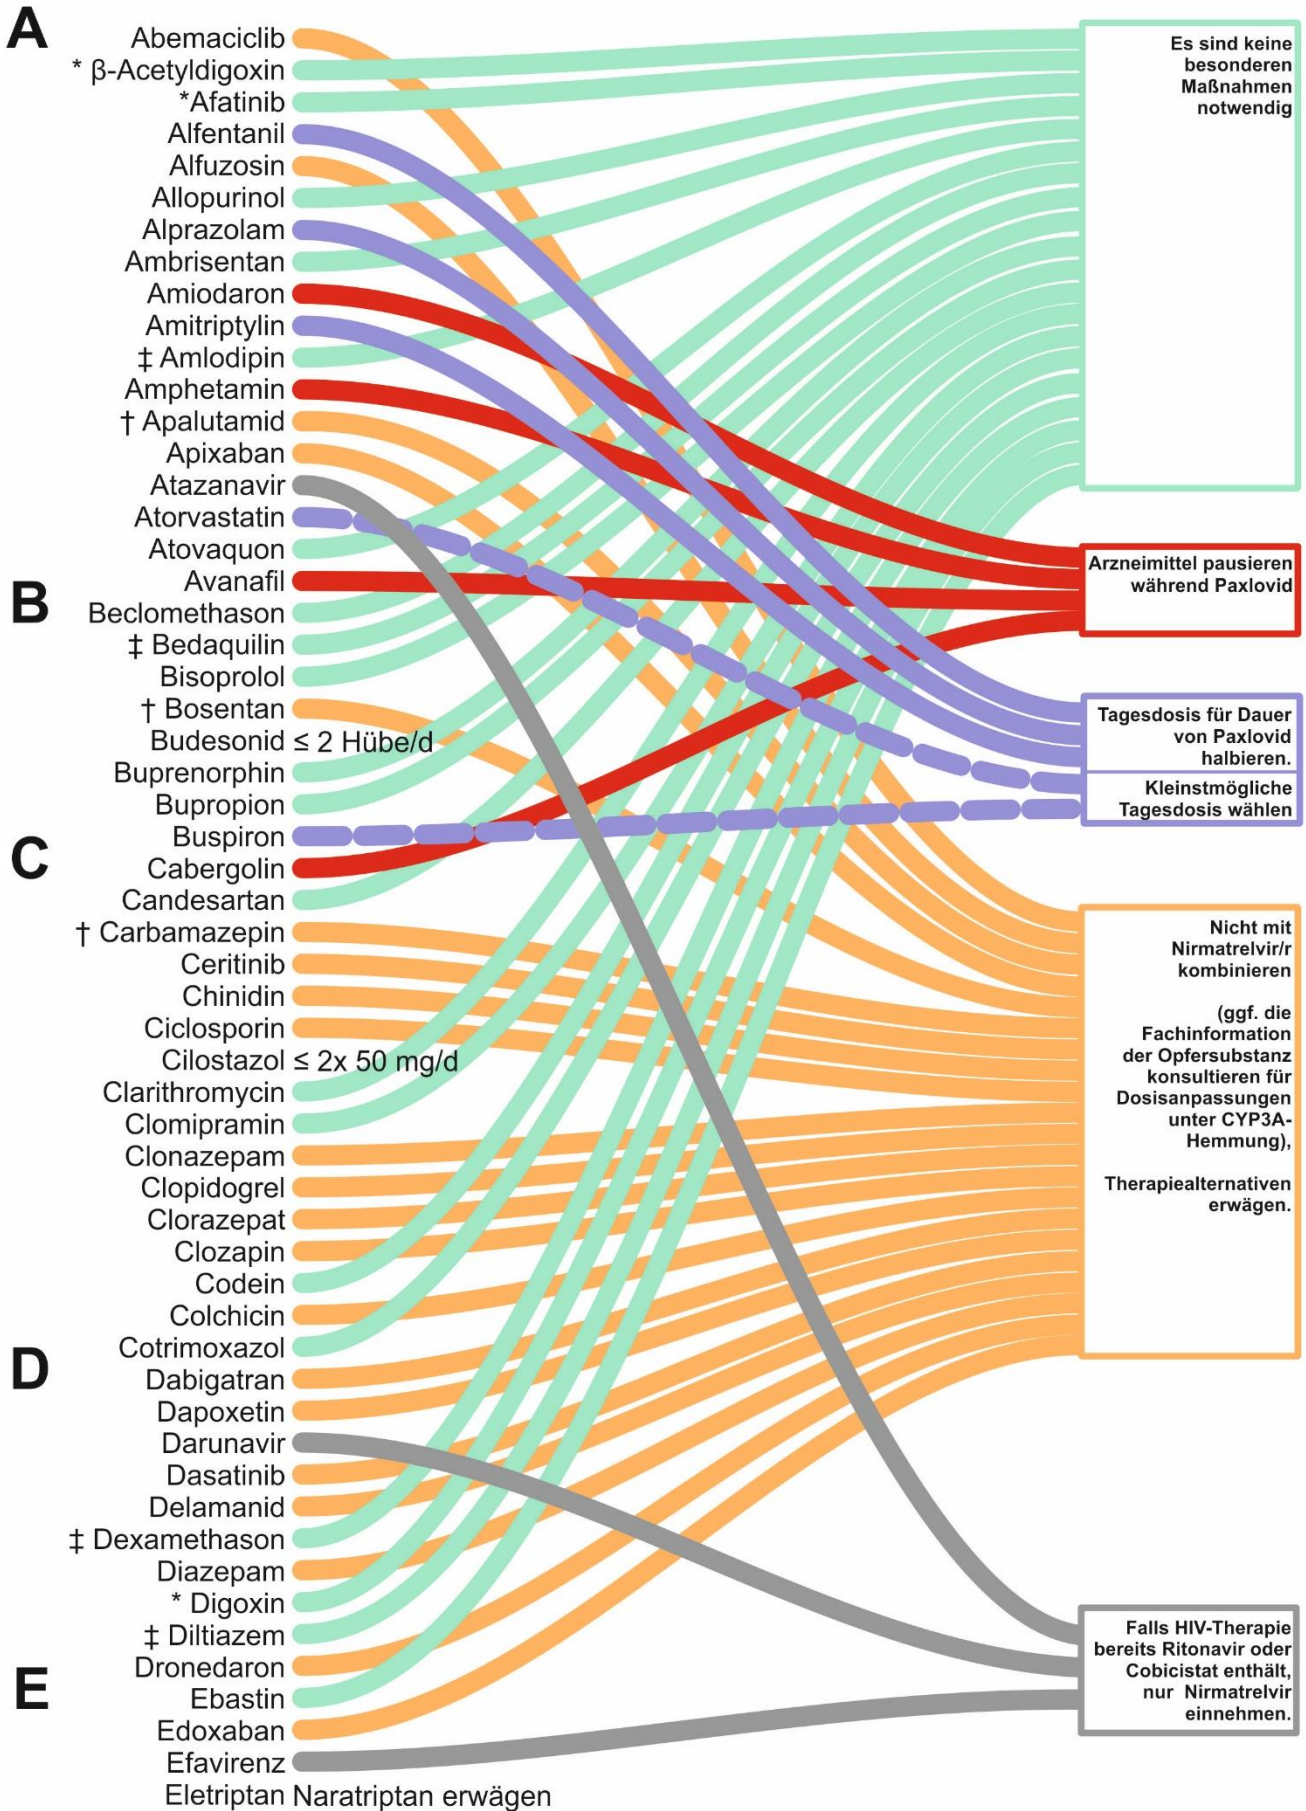 A
Abemaciclib
* β-Acetyldigoxin
*Afatinib
Alfentanil
Alfuzosin
Allopurinol
Alprazolam
Ambrisentan
Amiodaron
Amitriptylin
‡ Amlodipin
Amphetamin
† Apalutamid
Apixaban
Atazanavir
Atorvastatin
Atovaquon
Avanafil
B
Beclomethason
‡ Bedaquilin
Bisoprolol
† Bosentan
Budesonid ≤ 2 Hübe/d
Buprenorphin
Bupropion
Buspiron
C
Cabergolin
Candesartan
† Carbamazepin
Ceritinib
Chinidin
Ciclosporin
Cilostazol ≤ 2x 50 mg/d
Clarithromycin
Clomipramin
Clonazepam
Clopidogrel
Clorazepat
Clozapin
Codein
Colchicin
Cotrimoxazol
D
Dabigatran
Dapoxetin
Darunavir
Dasatinib
Delamanid
‡ Dexamethason
Diazepam
* Digoxin
‡ Diltiazem
Dronedaron
E
Ebastin
Edoxaban
Efavirenz
Eletriptan Naratriptan erwägen
Es sind keine
besonderen
Maßnahmen
notwendig
Arzneimittel pausieren
während Paxlovid
Tagesdosis für Dauer
von Paxlovid
halbieren.
Kleinstmögliche
Tagesdosis wählen
Nicht mit
Nirmatrelvir/r
kombinieren
(ggf. die
Fachinformation
der Opfersubstanz
konsultieren für
Dosisanpassungen
unter CYP3A-
Hemmung),
Therapiealternativen
erwägen.
Falls HIV-Therapie
bereits Ritonavir oder
Cobicistat enthält,
nur Nirmatrelvir
einnehmen.